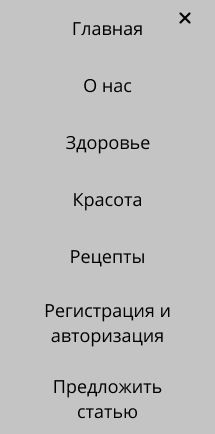 Главная
О нас
Здоровье
Красота
Рецепты
Регистрация и
авторизация
Предложить
статью